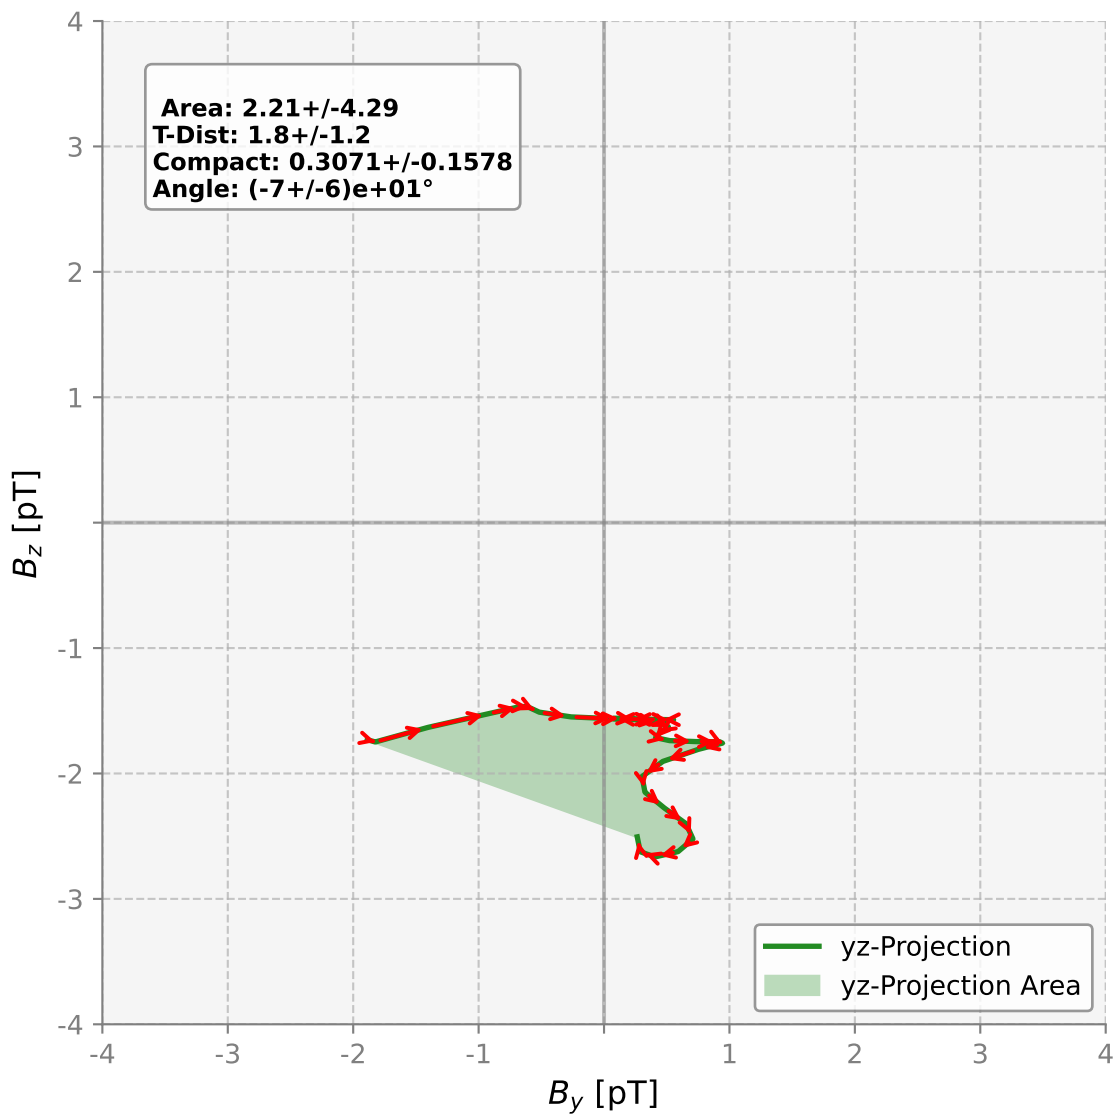 4
3
2
1
-1
-2
-3
-4
Area: 2.21+/-4.29
T-Dist: 1.8+/-1.2
Compact: 0.3071+/-0.1578
Angle: (-7+/-6)e+01°
B_z [pT]
yz-Projection
yz-Projection Area
-4 -3 -2 -1 1 2 3 4
B_y [pT]